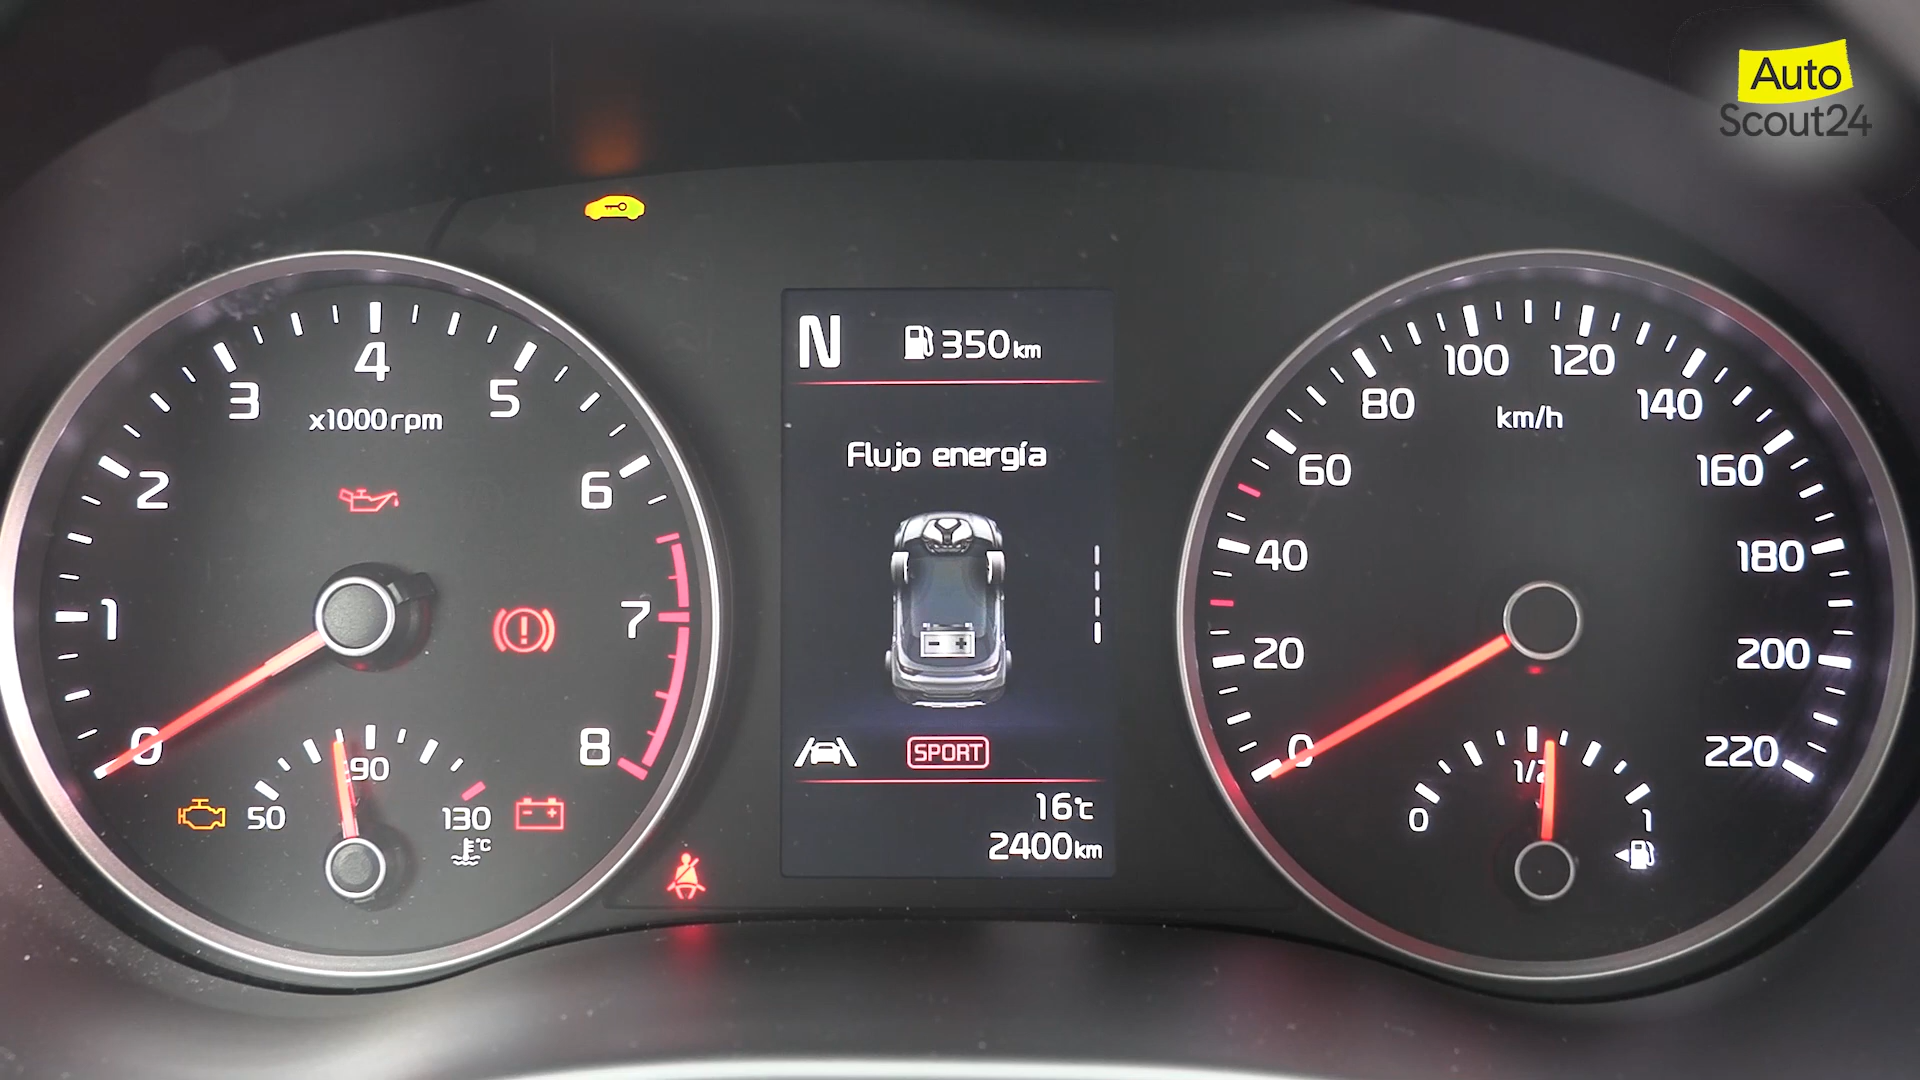 Auto
Scout24
0
1
2
3
4
5
6
7
8
x1000rpm
50
90
130
°C
N
350km
Flujo energía
- +
SPORT
16℃
2400km
0
20
40
60
80
100
120
140
160
180
200
220
km/h
0
1/2
1